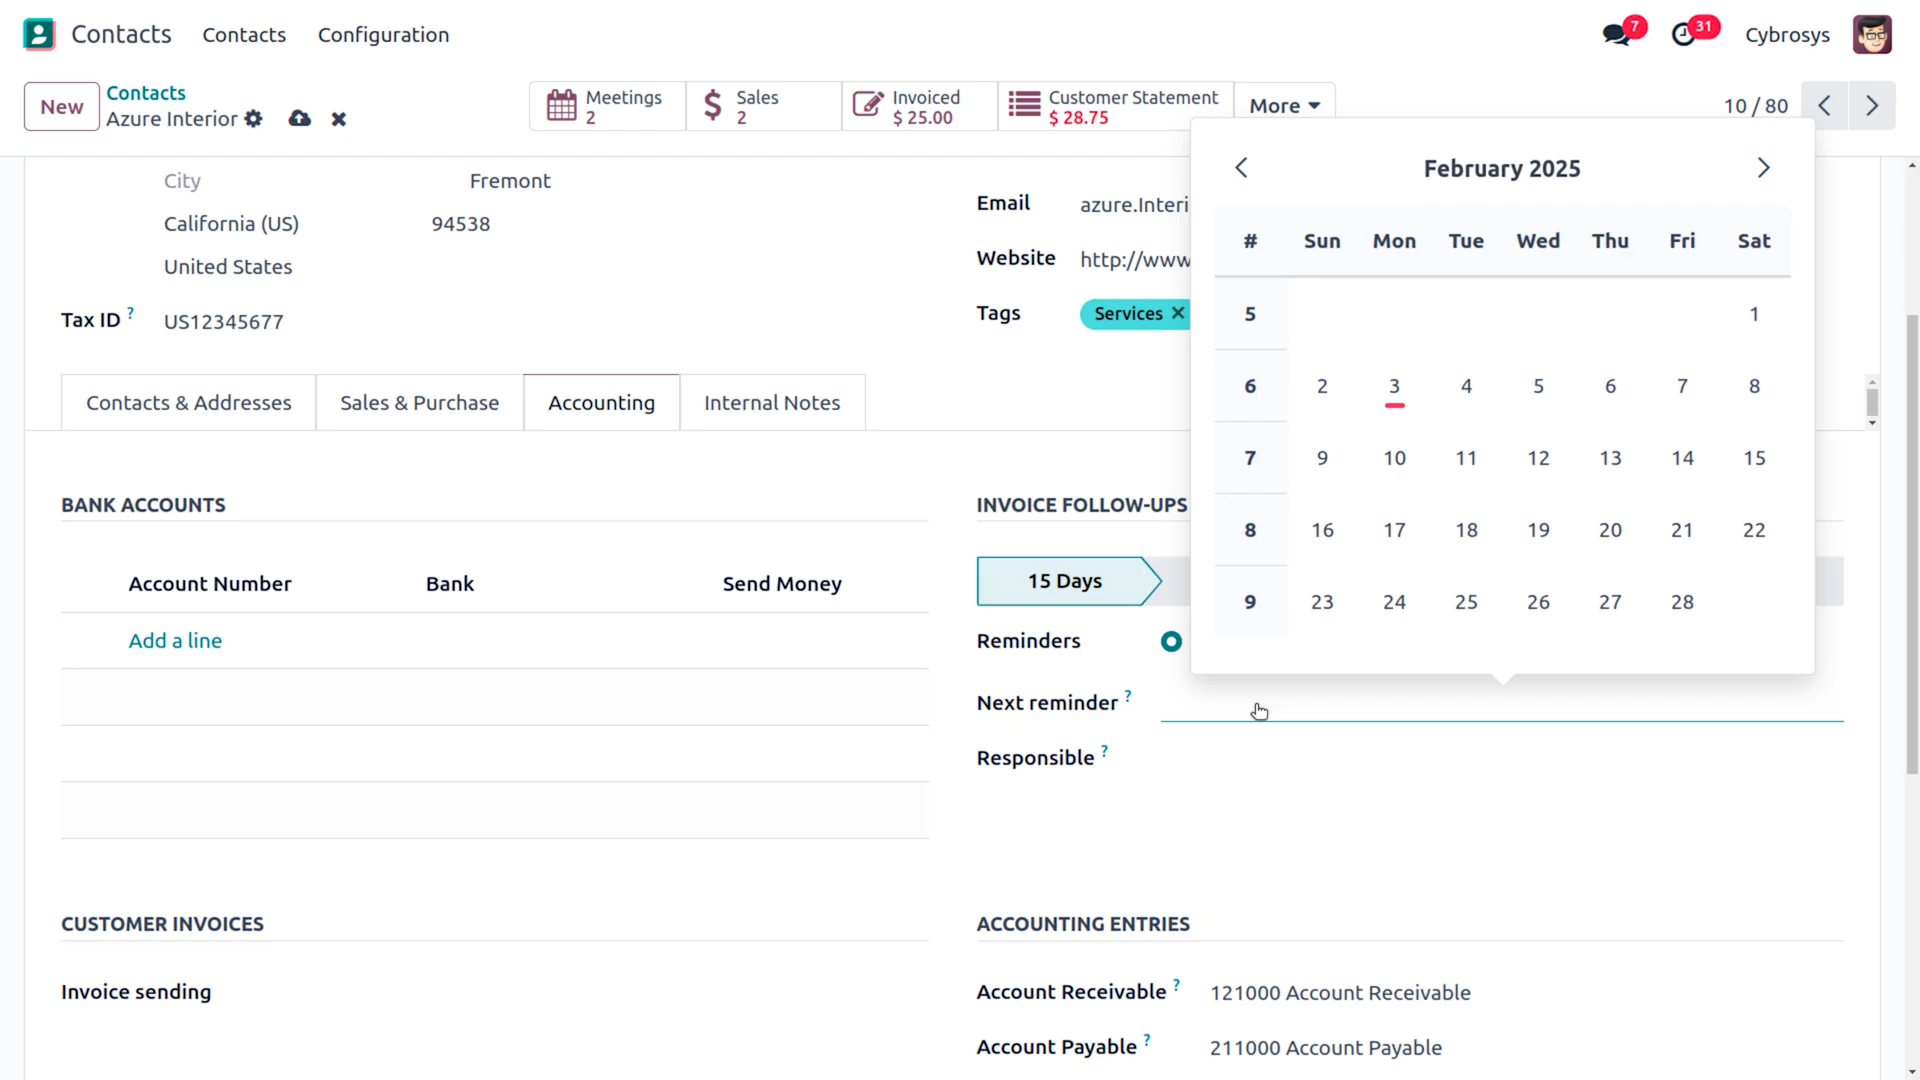 Contacts Contacts Configuration 7 31 Cybrosys
New Contacts Azure Interior
Meetings 2
Sales 2
Invoiced $ 25.00
Customer Statement $ 28.75
More
10 / 80
City Fremont
California (US) 94538
United States
Tax ID ? US12345677
Email azure.Interi
Website http://www
Tags Services
Contacts & Addresses Sales & Purchase Accounting Internal Notes
February 2025
# Sun Mon Tue Wed Thu Fri Sat
5 1
6 2 3 4 5 6 7 8
7 9 10 11 12 13 14 15
8 16 17 18 19 20 21 22
9 23 24 25 26 27 28
BANK ACCOUNTS
Account Number Bank Send Money
Add a line
INVOICE FOLLOW-UPS
15 Days
Reminders
Next reminder ?
Responsible ?
CUSTOMER INVOICES
Invoice sending
ACCOUNTING ENTRIES
Account Receivable ? 121000 Account Receivable
Account Payable ? 211000 Account Payable